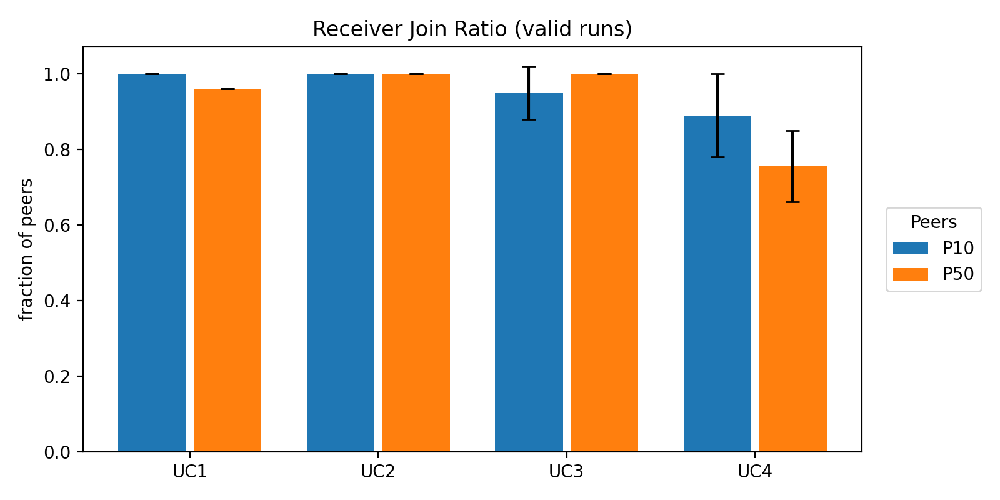 Receiver Join Ratio (valid runs)
fraction of peers
1.0
0.8
0.6
0.4
0.2
0.0
UC1
UC2
UC3
UC4
Peers
P10
P50